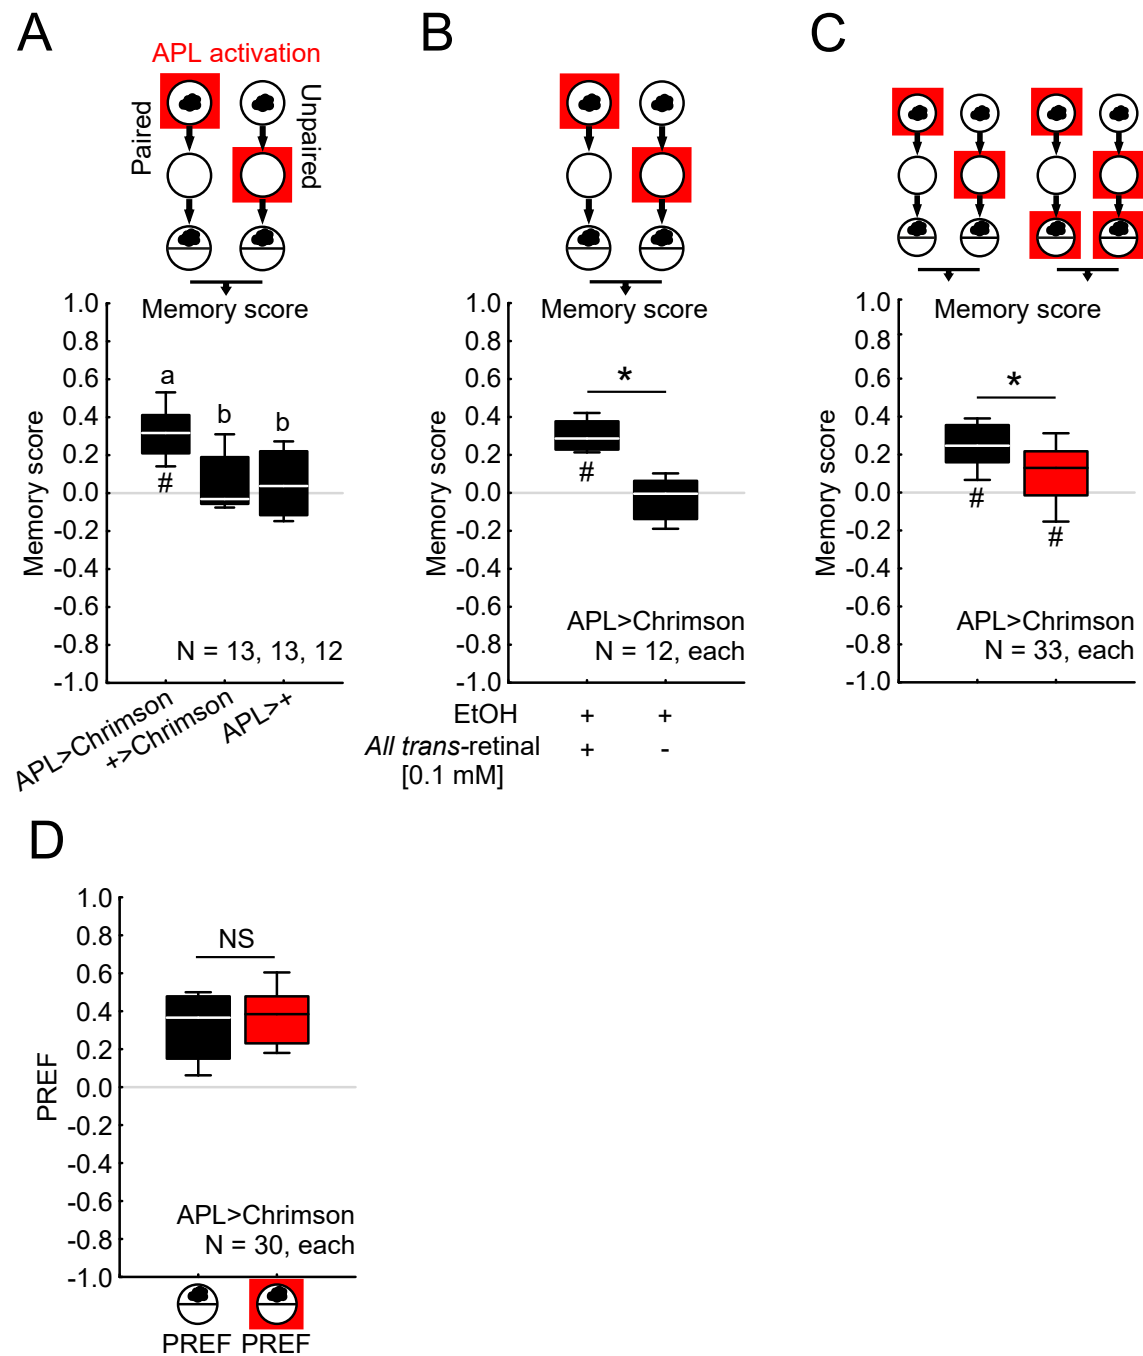 A
APL activation
Paired
Unpaired
Memory score
Memory score
1.0
0.8
0.6
0.4
0.2
0.0
-0.2
-0.4
-0.6
-0.8
-1.0
a
b
b
#
N = 13, 13, 12
APL>Chrimson
+>Chrimson
APL>+
B
Memory score
Memory score
1.0
0.8
0.6
0.4
0.2
0.0
-0.2
-0.4
-0.6
-0.8
-1.0
*
#
APL>Chrimson
N = 12, each
EtOH + +
All trans-retinal + -
[0.1 mM]
C
Memory score
Memory score
1.0
0.8
0.6
0.4
0.2
0.0
-0.2
-0.4
-0.6
-0.8
-1.0
*
#
#
APL>Chrimson
N = 33, each
D
PREF
1.0
0.8
0.6
0.4
0.2
0.0
-0.2
-0.4
-0.6
-0.8
-1.0
NS
APL>Chrimson
N = 30, each
PREF PREF